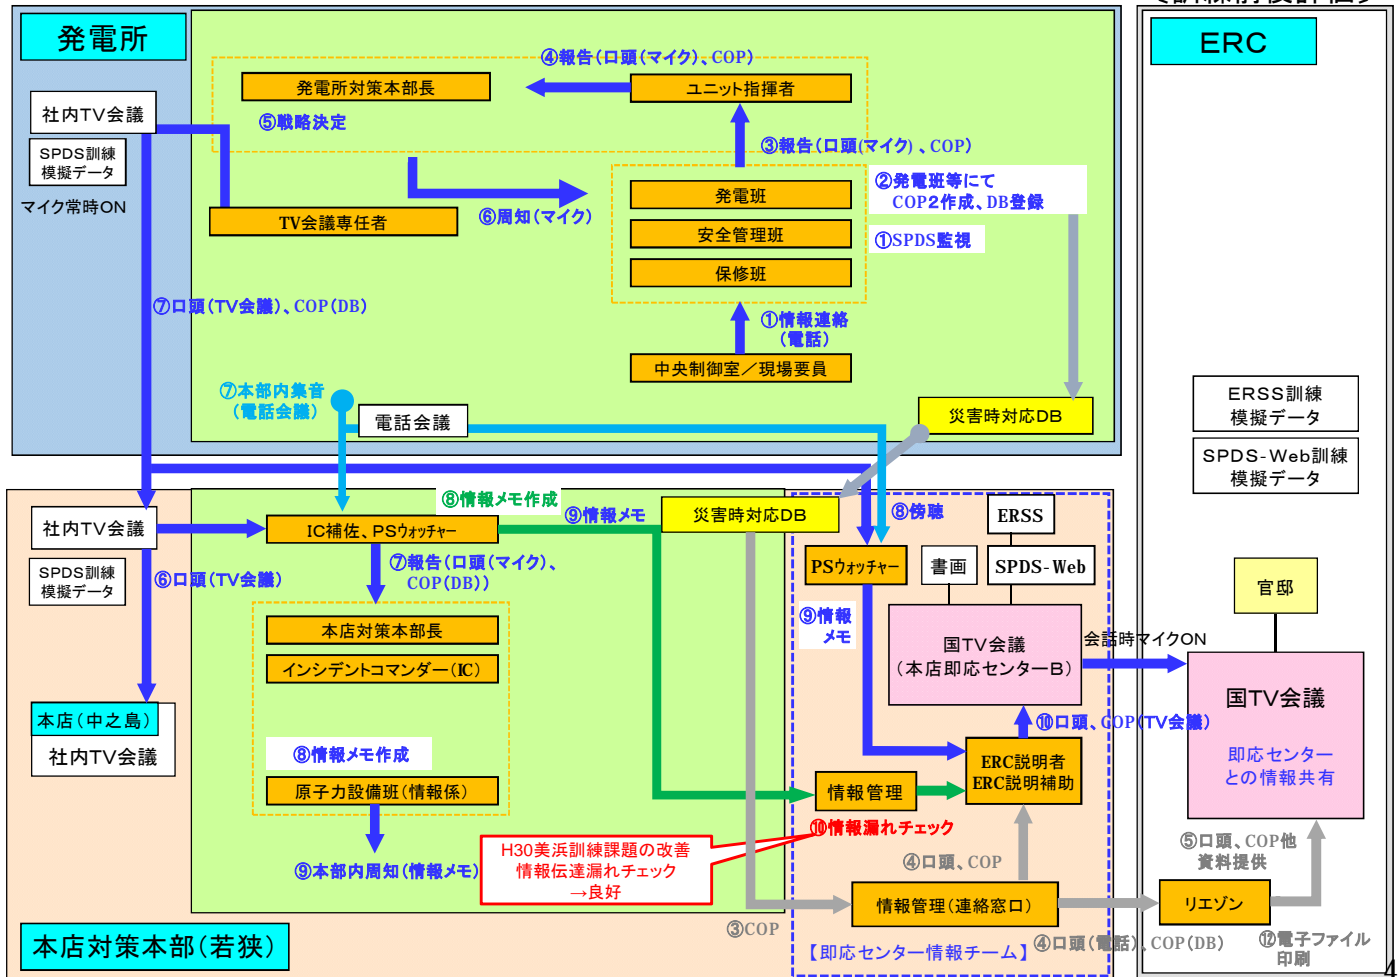 発電所
④報告(口頭(マイク)、COP)
発電所対策本部長
ユニット指揮者
⑤戦略決定
社内TV会議
SPDS訓練
模擬データ
マイク常時ON
③報告(口頭(マイク)、COP)
TV会議専任者
⑥周知(マイク)
発電班
安全管理班
保修班
②発電班等にて
COP2作成、DB登録
①SPDS監視
⑦口頭(TV会議)、COP(DB)
①情報連絡
(電話)
中央制御室／現場要員
⑦本部内集音
(電話会議)
電話会議
災害時対応DB
ERC
ERSS訓練
模擬データ
SPDS-Web訓練
模擬データ
社内TV会議
SPDS訓練
模擬データ
⑥口頭(TV会議)
⑧情報メモ作成
IC補佐、PSウォッチャー
⑨情報メモ
災害時対応DB
⑦報告(口頭(マイク)、
COP(DB))
本店対策本部長
インシデントコマンダー(IC)
⑧情報メモ作成
原子力設備班(情報係)
⑨本部内周知(情報メモ)
本店(中之島)
社内TV会議
⑧傍聴
ERSS
PSウォッチャー
書画
SPDS-Web
⑨情報
メモ
国TV会議
(本店即応センターB)
会話時マイクON
官邸
国TV会議
即応センター
との情報共有
⑩口頭、COP(TV会議)
ERC説明者
ERC説明補助
情報管理
⑩情報漏れチェック
H30美浜訓練課題の改善
情報伝達漏れチェック
→良好
④口頭、COP
⑤口頭、COP他
資料提供
情報管理(連絡窓口)
リエゾン
③COP
④口頭(電話)、COP(DB)
⑫電子ファイル
印刷
【即応センター情報チーム】
本店対策本部(若狭)